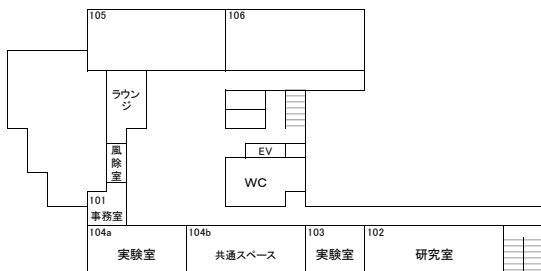 105
106
ラウン
ジ
風
除
室
EV
WC
101
事務室
104a
実験室
104b
共通スペース
103
実験室
102
研究室